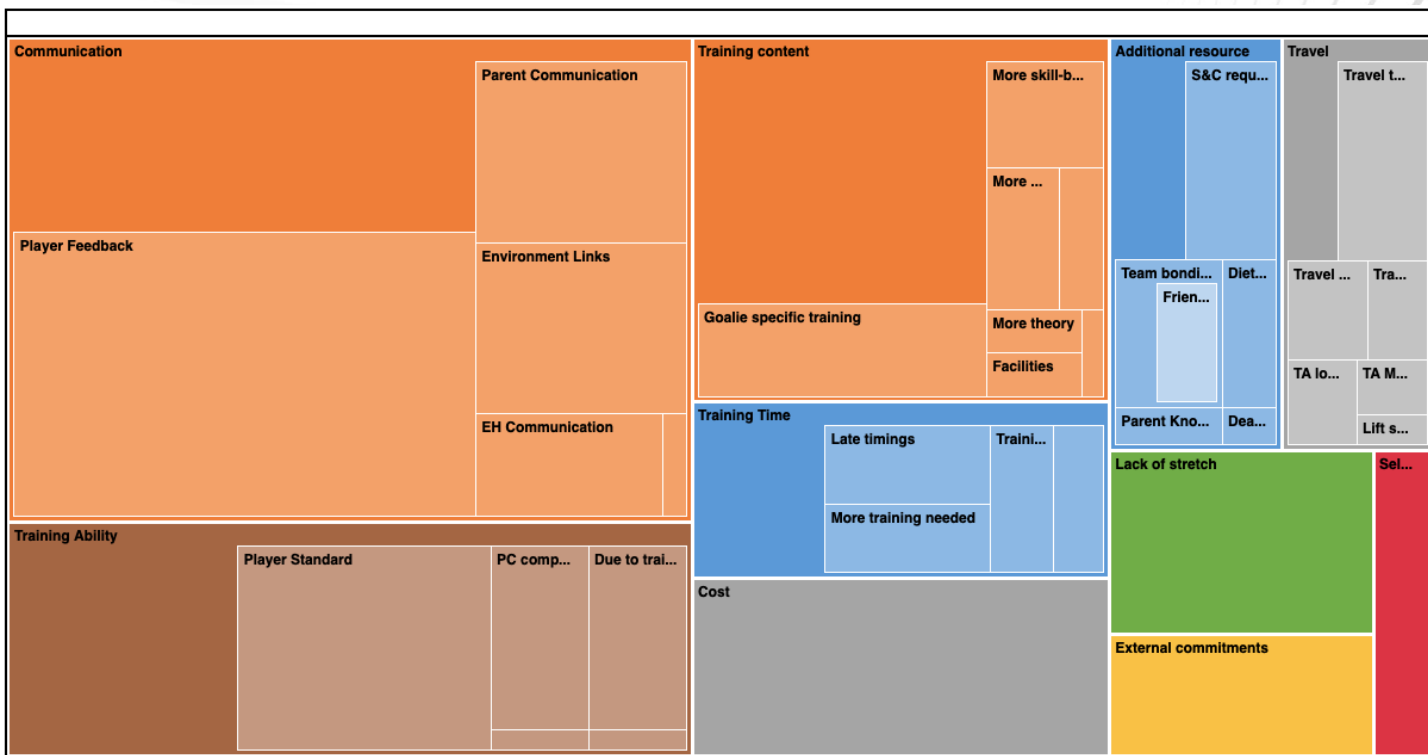 Communication
Parent Communication
Player Feedback
Environment Links
EH Communication
Training Ability
Player Standard
PC comp...
Due to trai...
Training content
More skill-b...
More ...
Goalie specific training
More theory
Facilities
Training Time
Late timings
Traini...
More training needed
Cost
Additional resource
S&C requ...
Team bondi...
Diet...
Frien...
Parent Kno...
Dea...
Travel
Travel t...
Travel ...
Tra...
TA lo...
TA M...
Lift s...
Lack of stretch
Sel...
External commitments